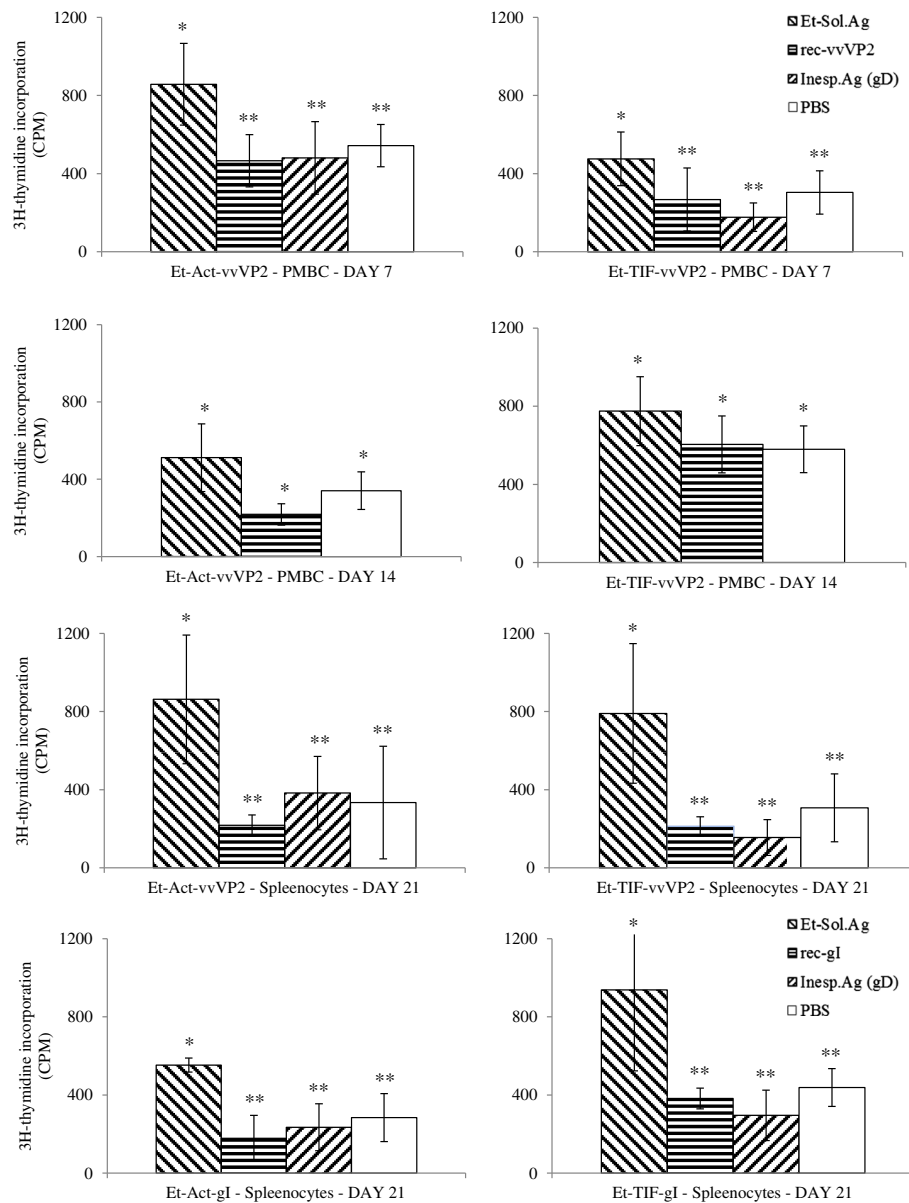 1200
800
400
0
3H-thymidine incorporation
(CPM)
*
**
**
**
Et-Act-vvVP2 - PMBC - DAY 7
1200
800
400
0
*
**
**
**
Et-Sol.Ag
rec-vvVP2
Inesp.Ag (gD)
PBS
Et-TIF-vvVP2 - PMBC - DAY 7
1200
800
400
0
3H-thymidine incorporation
(CPM)
*
*
*
Et-Act-vvVP2 - PMBC - DAY 14
1200
800
400
0
*
*
*
Et-TIF-vvVP2 - PMBC - DAY 14
1200
800
400
0
3H-thymidine incorporation
(CPM)
*
**
**
**
Et-Act-vvVP2 - Spleenocytes - DAY 21
1200
800
400
0
*
**
**
**
Et-TIF-vvVP2 - Spleenocytes - DAY 21
1200
800
400
0
3H-thymidine incorporation
(CPM)
*
**
**
**
Et-Act-gI - Spleenocytes - DAY 21
1200
800
400
0
*
**
**
**
Et-Sol.Ag
rec-gI
Inesp.Ag (gD)
PBS
Et-TIF-gI - Spleenocytes - DAY 21